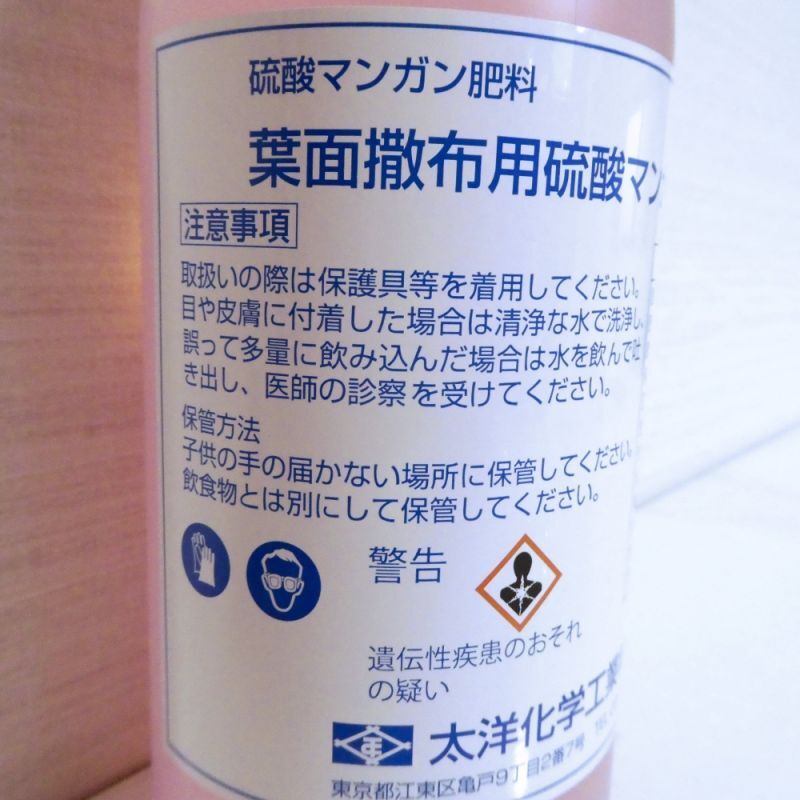 硫酸マンガン肥料
葉面撒布用硫酸マン
注意事項
取扱いの際は保護具等を着用してください。
目や皮膚に付着した場合は清浄な水で洗浄し、
誤って多量に飲み込んだ場合は水を飲んで吐
き出し、医師の診察を受けてください。
保管方法
子供の手の届かない場所に保管してください。
飲食物とは別にして保管してください。
警告
遺伝性疾患のおそれ
の疑い
太洋化学工業
東京都江東区亀戸9丁目2番7号 TEL